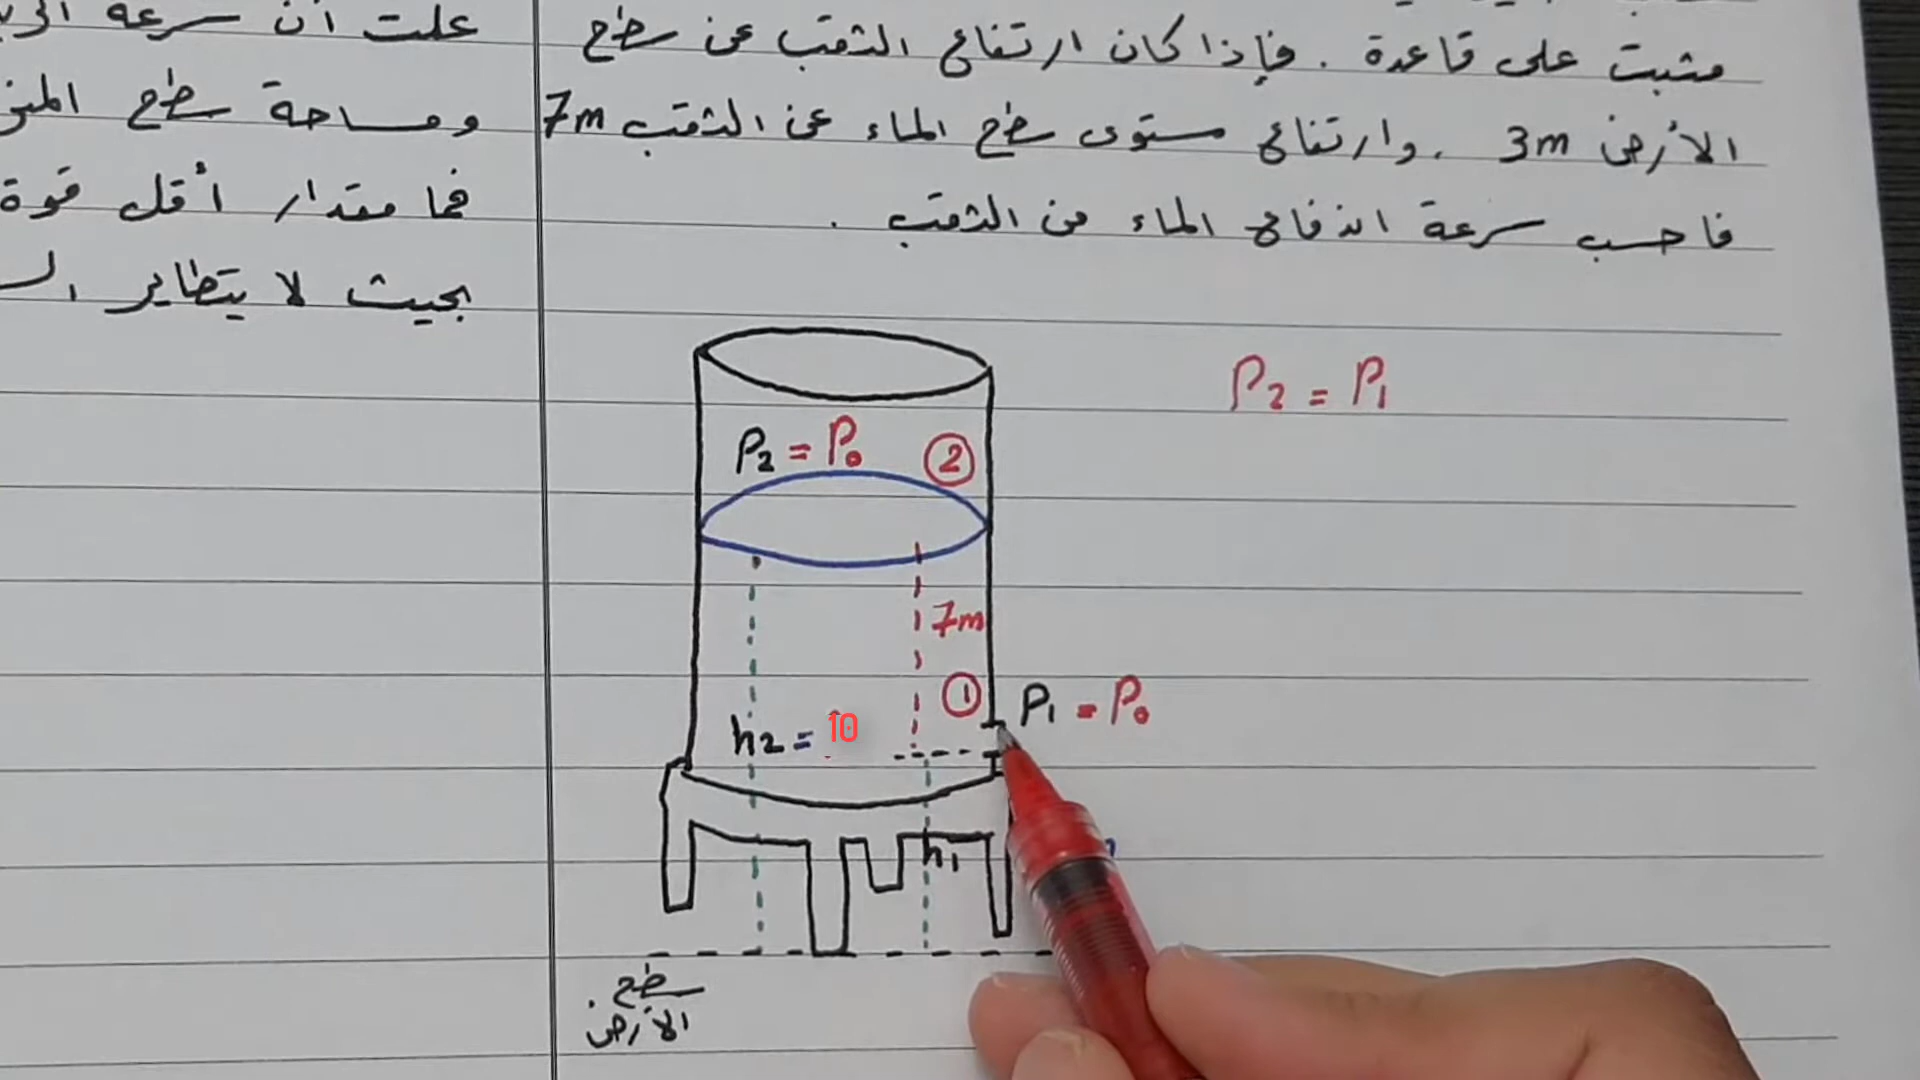 مثبت على قاعدة . فإذا كان ارتفاع الثقب عن سطح
الأرض 3m ، وارتفاع مستوى سطح الماء عن الثقب 7m
فاحسب سرعة اندفاع الماء من الثقب .
علمت أن سرعة
ومساحة سطح
فما مقدار أقل قوة
بحيث لا يتطاير
P2 = P1
P2 = P0 ②
7m
① P1 = P0
h2 = 10
h1
سطح
الأرض